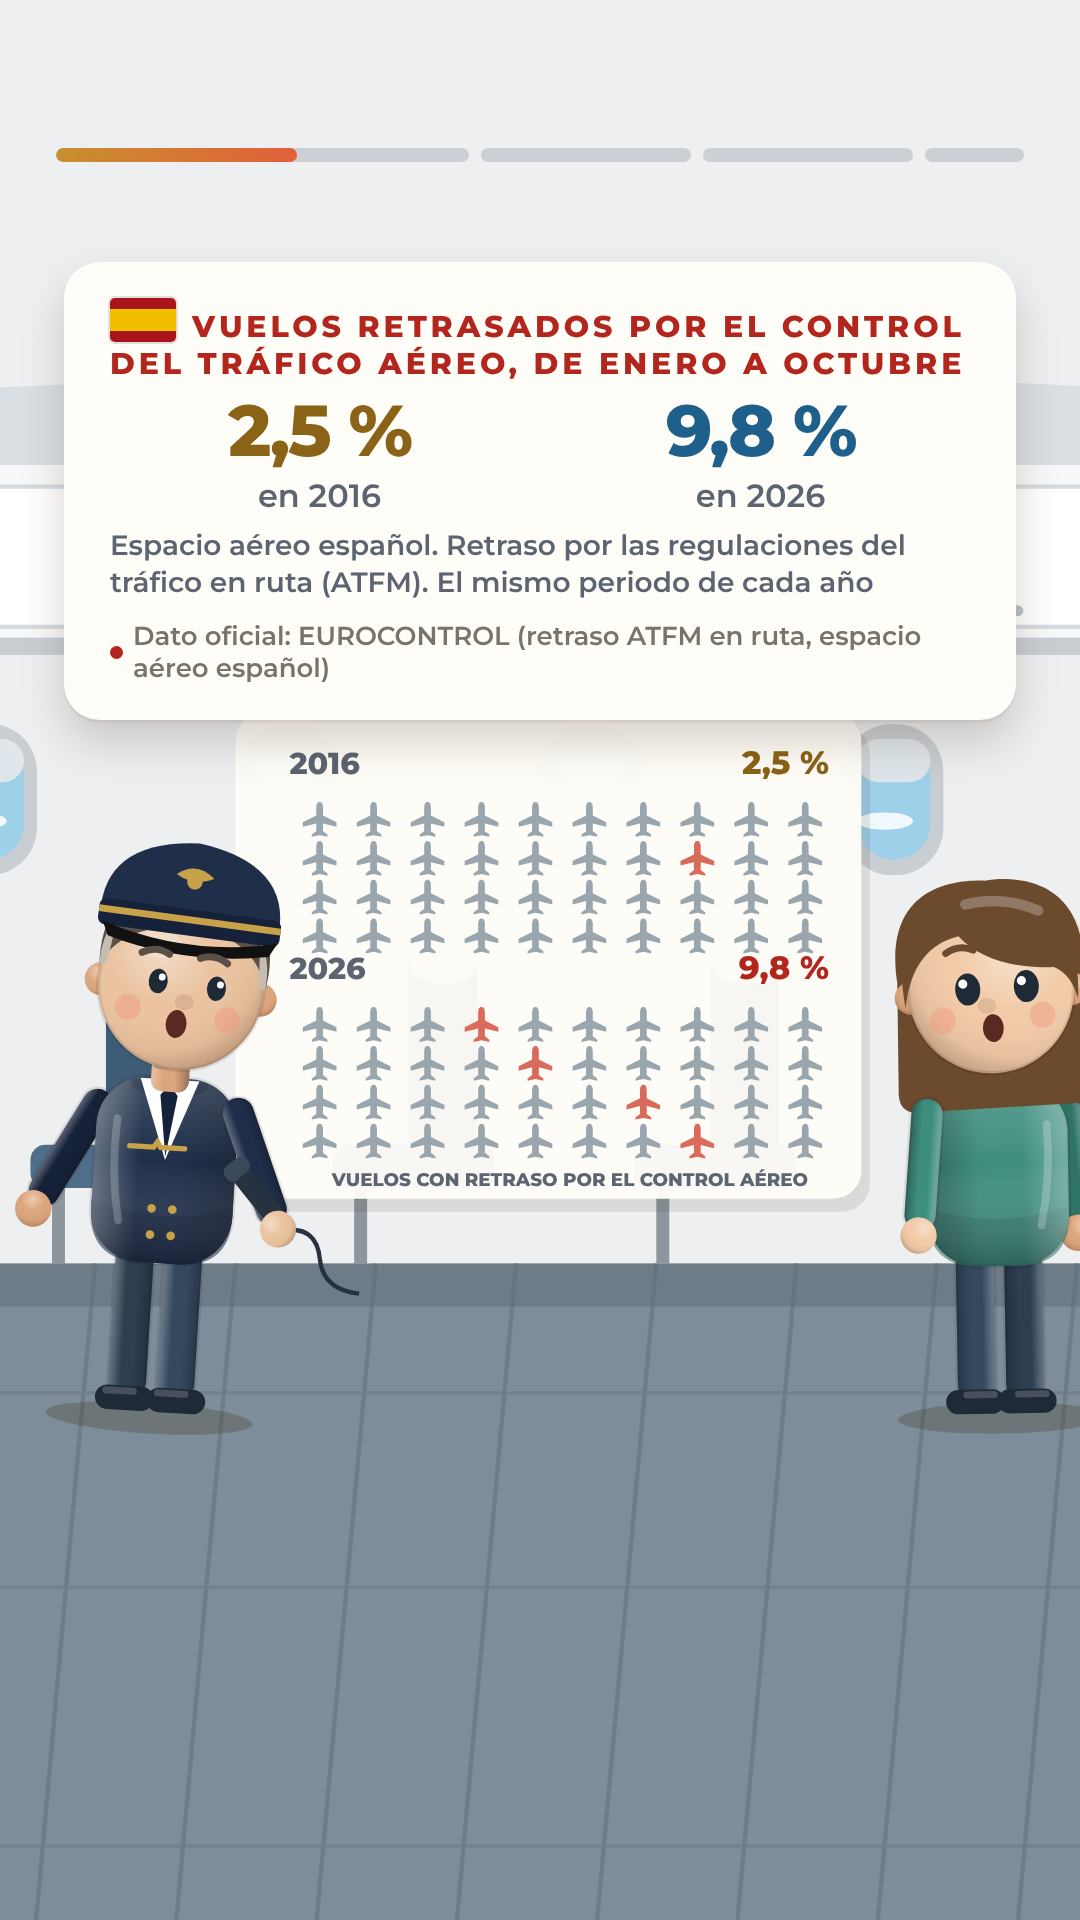 VUELOS RETRASADOS POR EL CONTROL
DEL TRÁFICO AÉREO, DE ENERO A OCTUBRE
2,5 % 9,8 %
en 2016 en 2026
Espacio aéreo español. Retraso por las regulaciones del
tráfico en ruta (ATFM). El mismo periodo de cada año
Dato oficial: EUROCONTROL (retraso ATFM en ruta, espacio
aéreo español)
2016 2,5 %
2026 9,8 %
VUELOS CON RETRASO POR EL CONTROL AÉREO